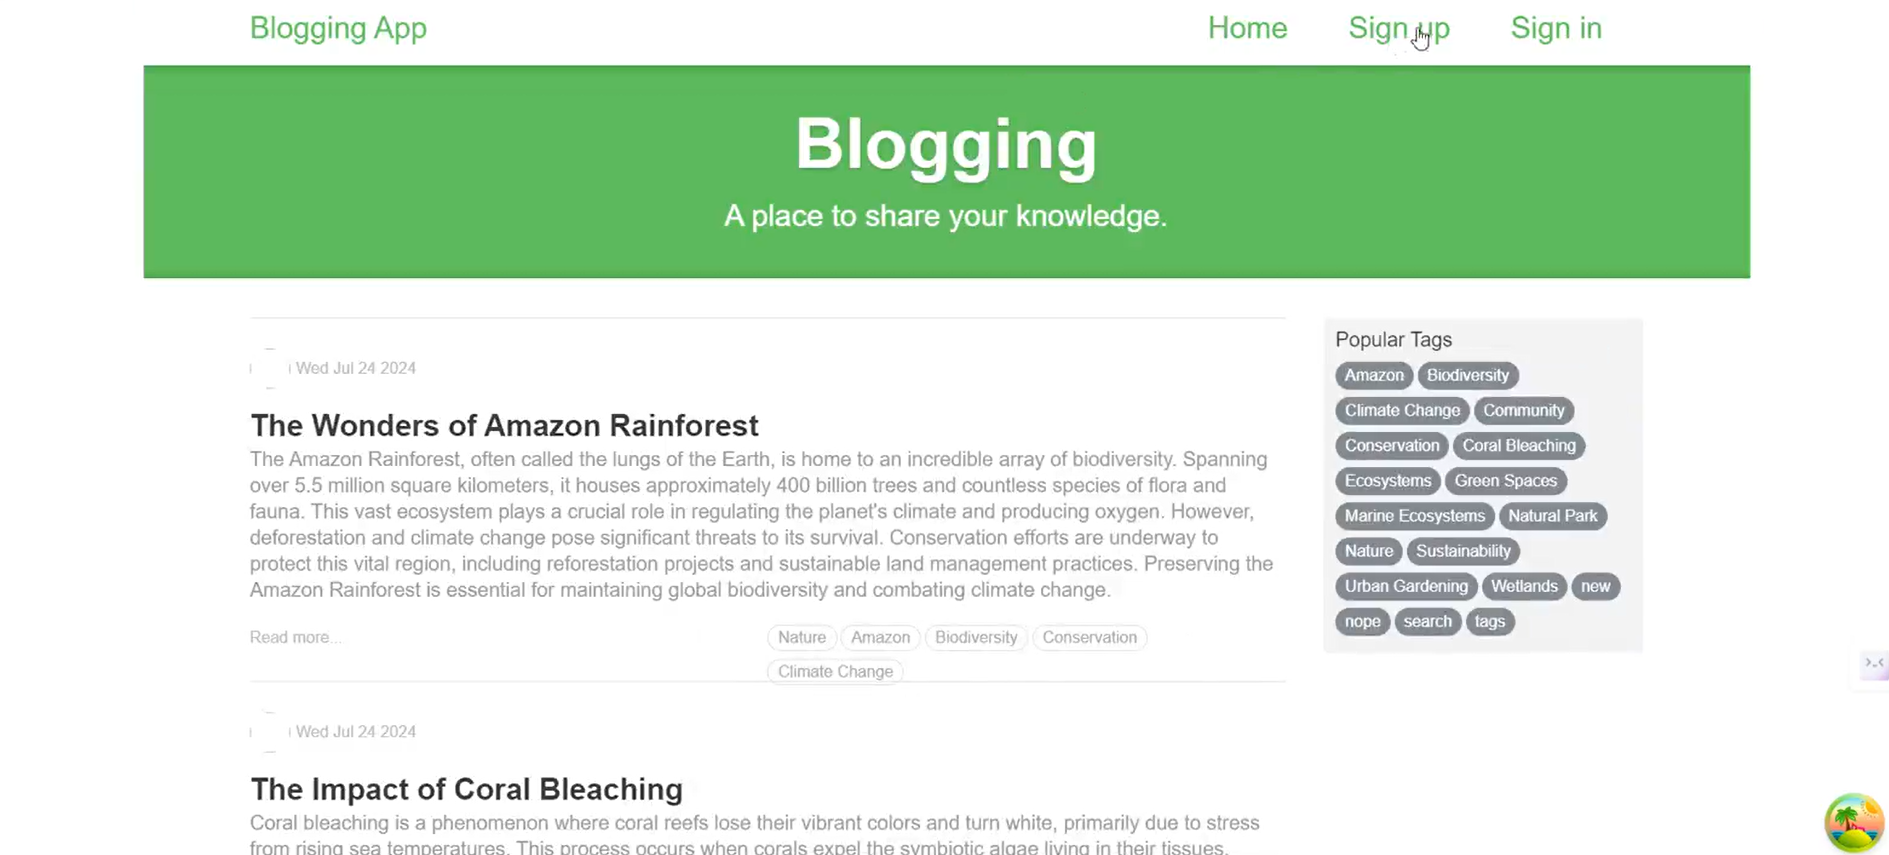 Blogging App Home Sign up Sign in
Blogging
A place to share your knowledge.
Wed Jul 24 2024
The Wonders of Amazon Rainforest
The Amazon Rainforest, often called the lungs of the Earth, is home to an incredible array of biodiversity. Spanning
over 5.5 million square kilometers, it houses approximately 400 billion trees and countless species of flora and
fauna. This vast ecosystem plays a crucial role in regulating the planet's climate and producing oxygen. However,
deforestation and climate change pose significant threats to its survival. Conservation efforts are underway to
protect this vital region, including reforestation projects and sustainable land management practices. Preserving the
Amazon Rainforest is essential for maintaining global biodiversity and combating climate change.
Read more... Nature Amazon Biodiversity Conservation
Climate Change
Wed Jul 24 2024
The Impact of Coral Bleaching
Coral bleaching is a phenomenon where coral reefs lose their vibrant colors and turn white, primarily due to stress
from rising sea temperatures. This process occurs when corals expel the symbiotic algae living in their tissues,
Popular Tags
Amazon Biodiversity
Climate Change Community
Conservation Coral Bleaching
Ecosystems Green Spaces
Marine Ecosystems Natural Park
Nature Sustainability
Urban Gardening Wetlands new
nope search tags